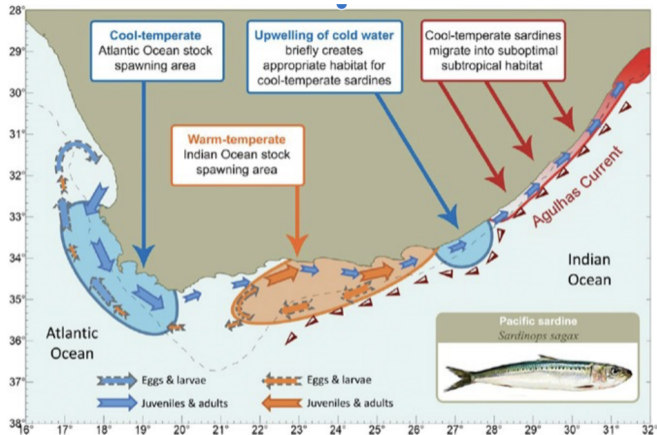 Cool-temperate
Atlantic Ocean stock
spawning area
Upwelling of cold water
briefly creates
appropriate habitat for
cool-temperate sardines
Cool-temperate sardines
migrate into suboptimal
subtropical habitat
Warm-temperate
Indian Ocean stock
spawning area
Agulhas Current
Indian
Ocean
Atlantic
Ocean
Pacific sardine
Sardinops sagax
Eggs & larvae
Juveniles & adults
Eggs & larvae
Juveniles & adults
28°
29°
30°
31°
32°
33°
34°
35°
36°
37°
38°
16° 17° 18° 19° 20° 21° 22° 23° 24° 25° 26° 27° 28° 29° 30° 31° 32°